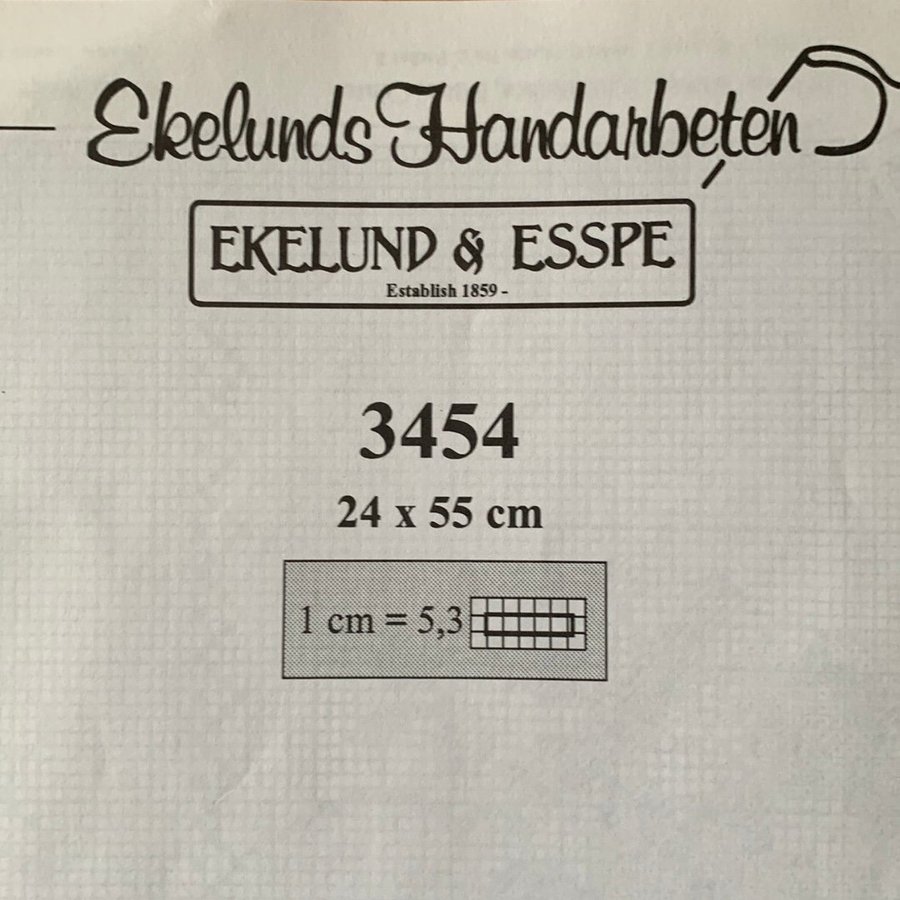 Ekelunds Handarbeten
EKELUND & ESSPE
Establish 1859 -
3454
24 x 55 cm
1 cm = 5,3